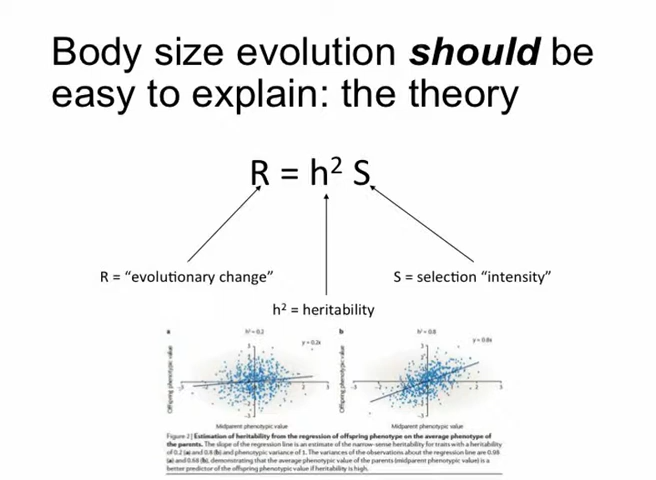 Body size evolution should be
easy to explain: the theory
R = h² S
R = "evolutionary change"
S = selection "intensity"
h² = heritability
a
h² = 0.2
y = 0.2x
Offspring phenotypic value
Midparent phenotypic value
b
h² = 0.8
y = 0.8x
Offspring phenotypic value
Midparent phenotypic value
Figure 2 | Estimation of heritability from the regression of offspring phenotype on the average phenotype of
the parents. The slope of the regression line is an estimate of the narrow-sense heritability for traits with a heritability
of 0.2 (a) and 0.8 (b) and phenotypic variance of 1. The variances of the observations about the regression line are 0.98
(a) and 0.68 (b), demonstrating that the average phenotypic value of the parents (midparent phenotypic value) is a
better predictor of the offspring phenotypic value if heritability is high.